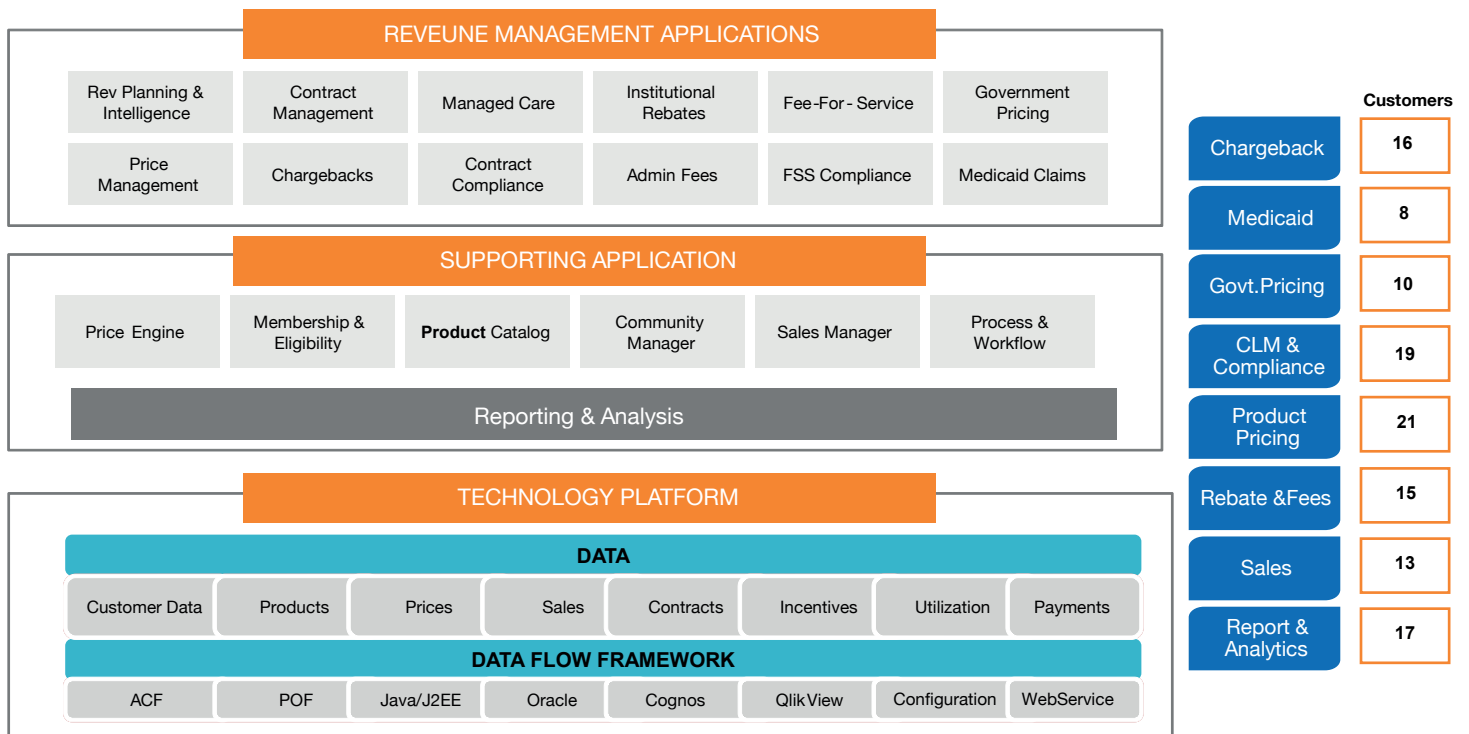 REVEUNE MANAGEMENT APPLICATIONS
Rev Planning &
Intelligence
Contract
Management
Managed Care
Institutional
Rebates
Fee-For- Service
Government
Pricing
Price
Management
Chargebacks
Contract
Compliance
Admin Fees
FSS Compliance
Medicaid Claims
SUPPORTING APPLICATION
Price Engine
Membership &
Eligibility
Product Catalog
Community
Manager
Sales Manager
Process &
Workflow
Reporting & Analysis
TECHNOLOGY PLATFORM
DATA
Customer Data
Products
Prices
Sales
Contracts
Incentives
Utilization
Payments
DATA FLOW FRAMEWORK
ACF
POF
Java/J2EE
Oracle
Cognos
QlikView
Configuration
WebService
Customers
Chargeback
16
Medicaid
8
Govt.Pricing
10
CLM &
Compliance
19
Product
Pricing
21
Rebate &Fees
15
Sales
13
Report &
Analytics
17